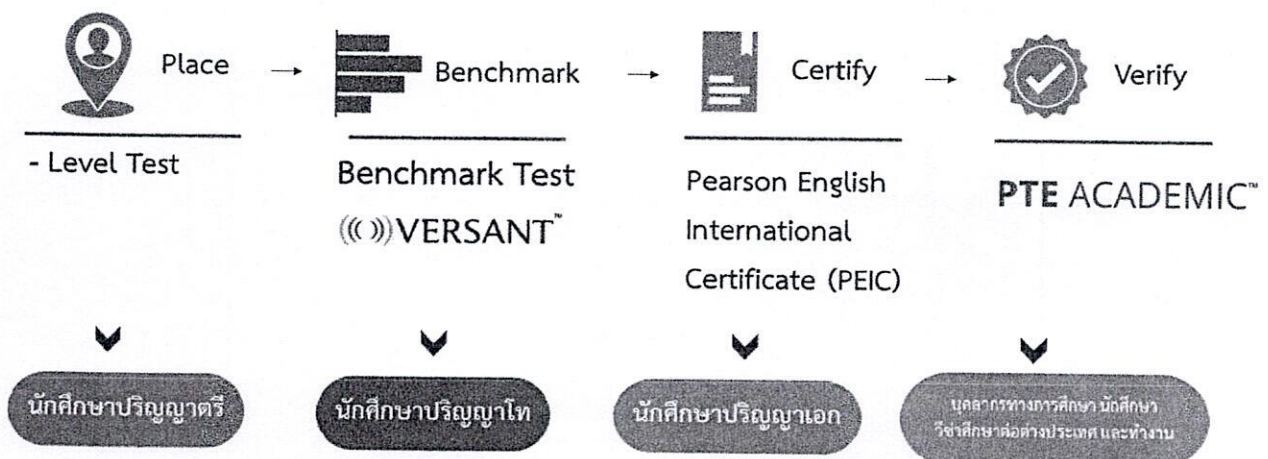 Place → Benchmark → Certify → Verify
- Level Test
Benchmark Test
VERSANT™
Pearson English
International
Certificate (PEIC)
PTE ACADEMIC™
นักศึกษาปริญญาตรี
นักศึกษาปริญญาโท
นักศึกษาปริญญาเอก
บุคลากรทางการศึกษา นักศึกษา
วีซ่าศึกษาต่อต่างประเทศ และทำงาน